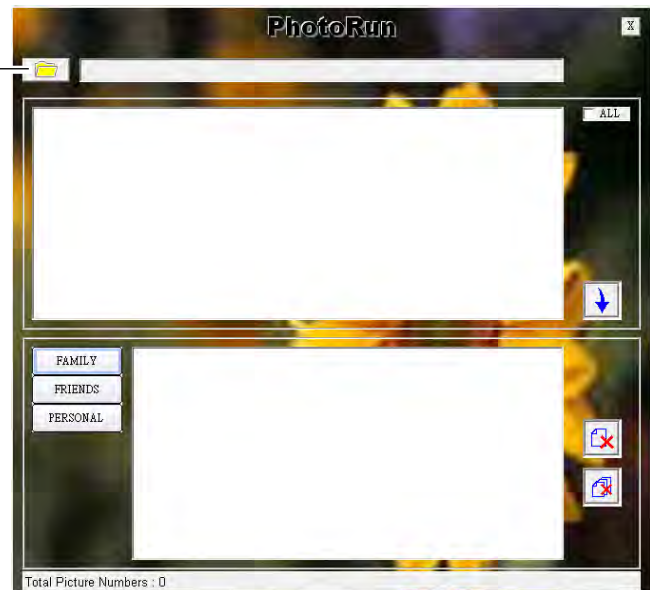 PhotoRun
X
ALL
FAMILY
FRIENDS
PERSONAL
Total Picture Numbers : 0